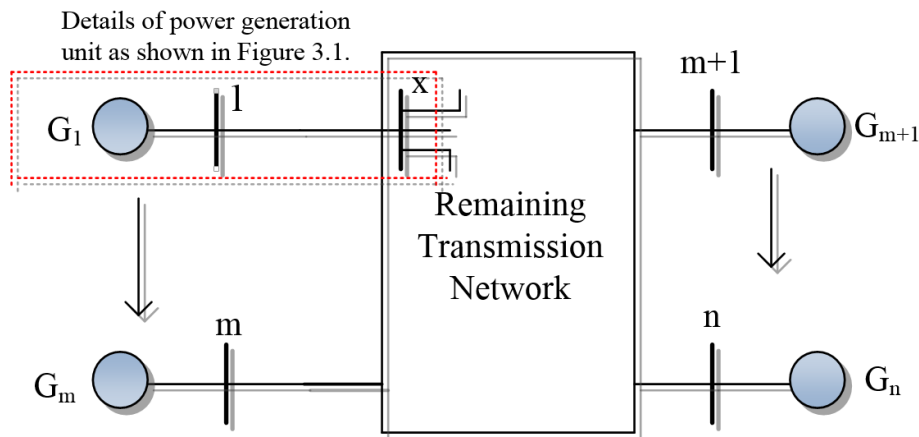 Details of power generation
unit as shown in Figure 3.1.
G1
1
x
m+1
Gm+1
Remaining
Transmission
Network
m
Gm
n
Gn